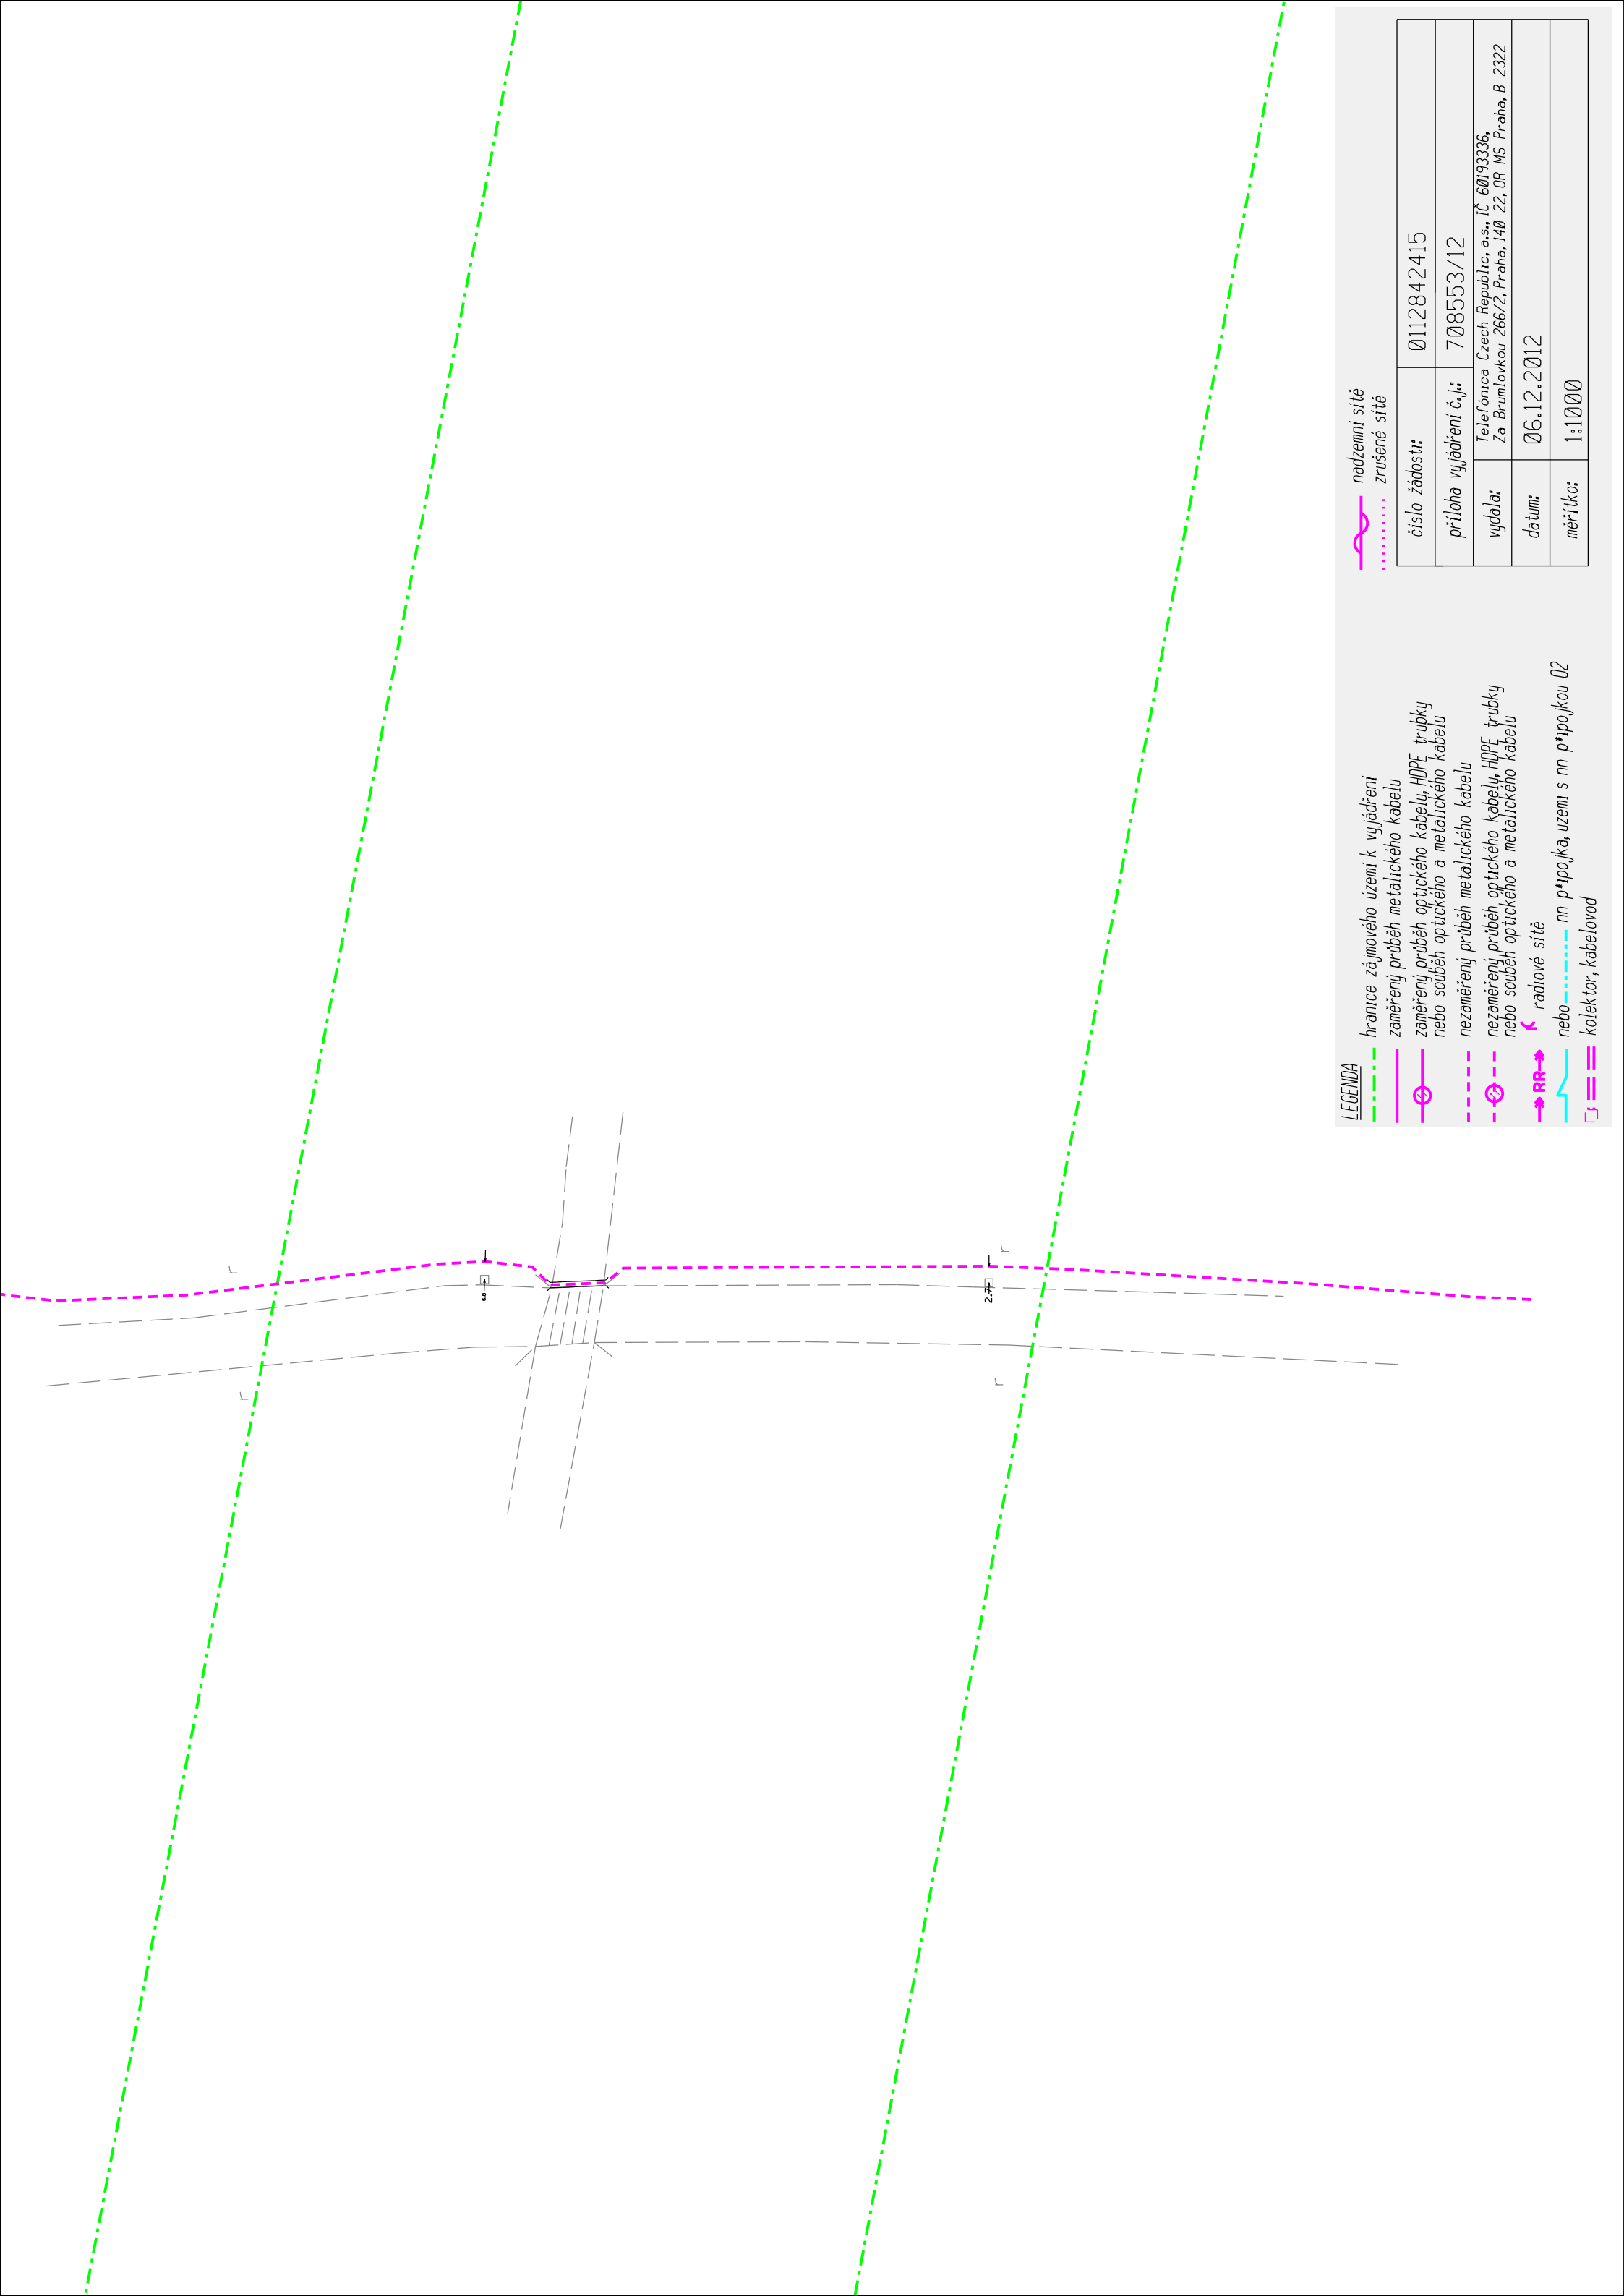 LEGENDA
hranice zájmového území k vyjádření
zaměřený průběh metalického kabelu
zaměřený průběh optického kabelu, HDPE trubky
nebo souběh optického a metalického kabelu
nezaměřený průběh metalického kabelu
nezaměřený průběh optického kabelu, HDPE trubky
nebo souběh optického a metalického kabelu
RR radiové sítě
nebo nn p*ipojka, uzemi s nn p*ipojkou O2
kolektor, kabelovod
nadzemní sítě
zrušené sítě
číslo žádosti: 0112842415
příloha vyjádření č.j.: 708553/12
vydala: Telefónica Czech Republic, a.s., IČ 60193336,
Za Brumlovkou 266/2, Praha, 140 22, OR MS Praha, B 2322
datum: 06.12.2012
měřítko: 1:1000
2.7